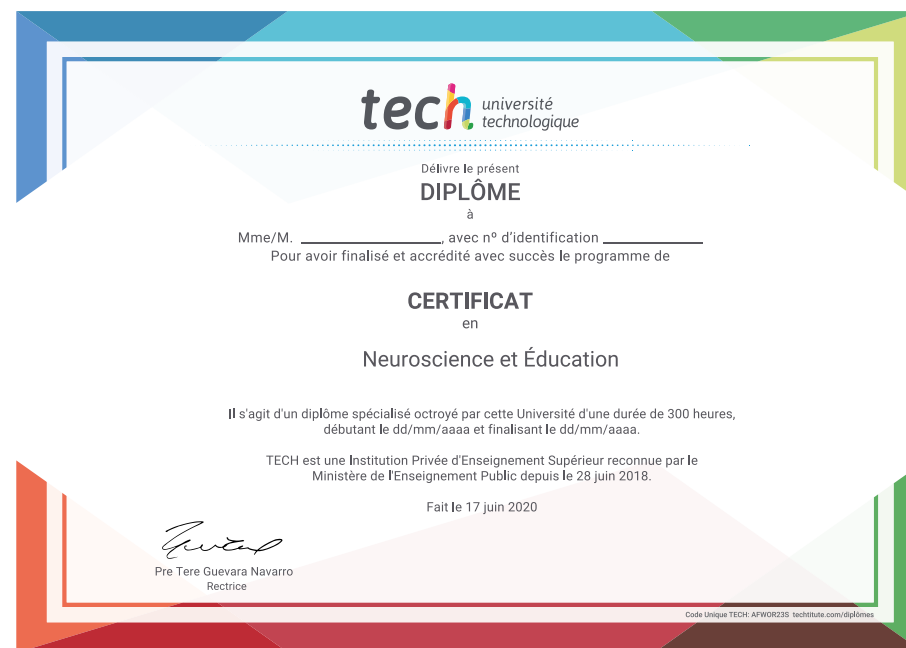 tech université
technologique
Délivre le présent
DIPLÔME
à
Mme/M. ____________________, avec nº d'identification ______________
Pour avoir finalisé et accrédité avec succès le programme de
CERTIFICAT
en
Neuroscience et Éducation
Il s'agit d'un diplôme spécialisé octroyé par cette Université d'une durée de 300 heures,
débutant le dd/mm/aaaa et finalisant le dd/mm/aaaa.
TECH est une Institution Privée d'Enseignement Supérieur reconnue par le
Ministère de l'Enseignement Public depuis le 28 juin 2018.
Fait le 17 juin 2020
Pre Tere Guevara Navarro
Rectrice
Code Unique TECH: AFWOR23S techtitute.com/diplômes